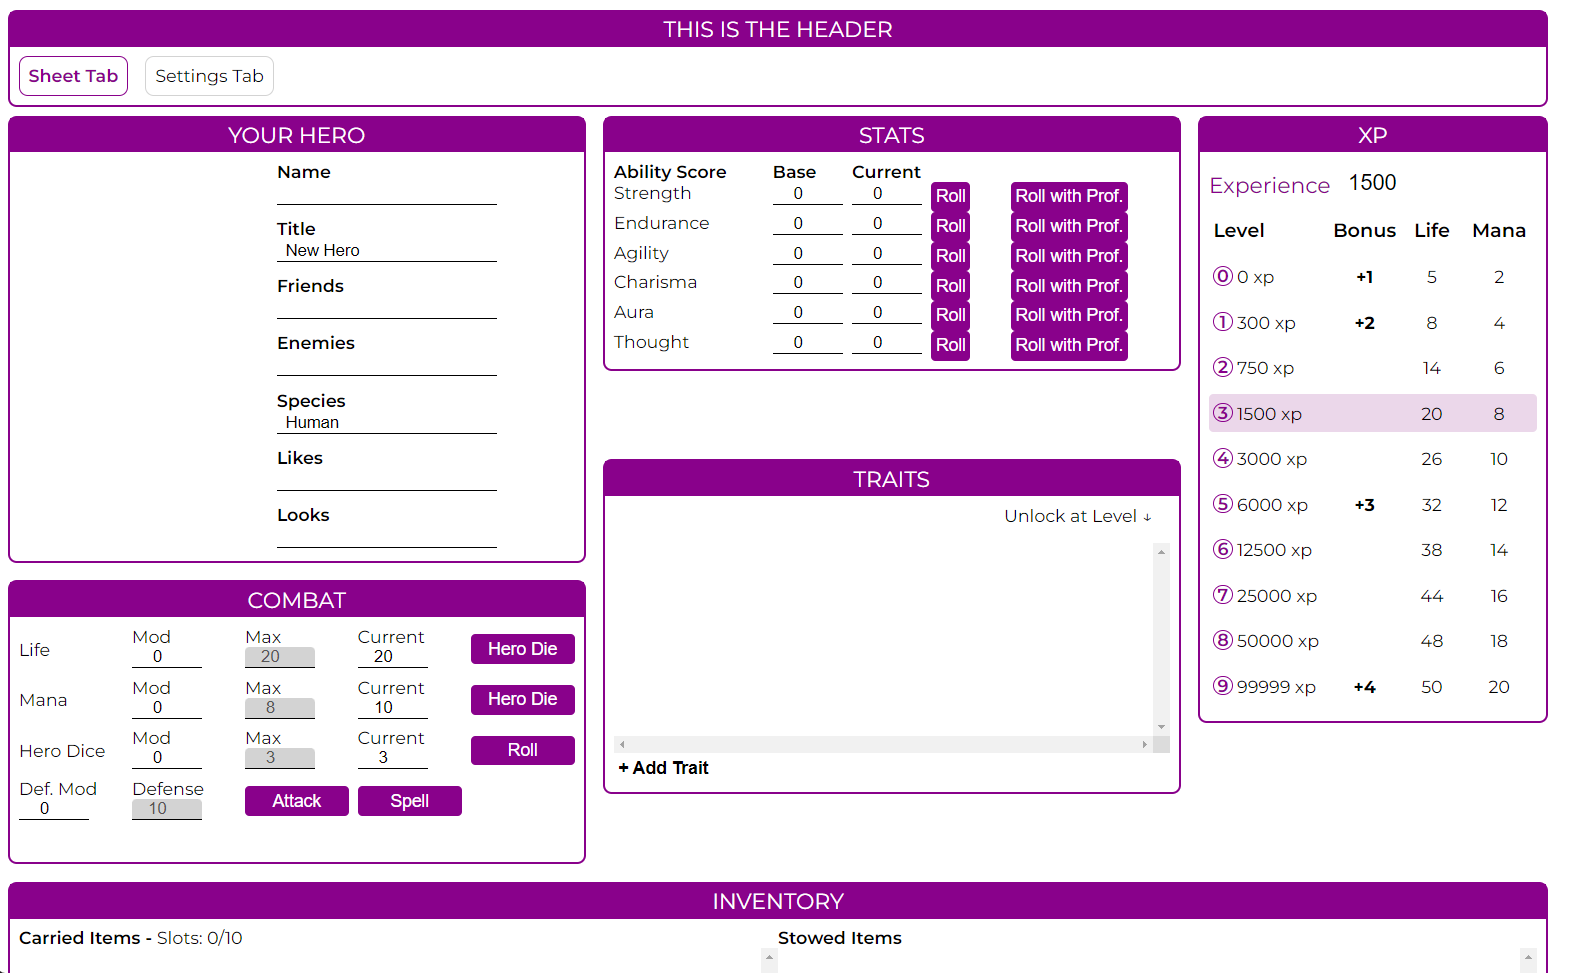 THIS IS THE HEADER
Sheet Tab Settings Tab
YOUR HERO
Name
Title
New Hero
Friends
Enemies
Species
Human
Likes
Looks
COMBAT
Life Mod 0 Max 20 Current 20 Hero Die
Mana Mod 0 Max 8 Current 10 Hero Die
Hero Dice Mod 0 Max 3 Current 3 Roll
Def. Mod 0 Defense 10 Attack Spell
STATS
Ability Score Base Current
Strength 0 0 Roll Roll with Prof.
Endurance 0 0 Roll Roll with Prof.
Agility 0 0 Roll Roll with Prof.
Charisma 0 0 Roll Roll with Prof.
Aura 0 0 Roll Roll with Prof.
Thought 0 0 Roll Roll with Prof.
TRAITS
Unlock at Level ↓
+ Add Trait
XP
Experience 1500
Level Bonus Life Mana
⓪ 0 xp +1 5 2
① 300 xp +2 8 4
② 750 xp 14 6
③ 1500 xp 20 8
④ 3000 xp 26 10
⑤ 6000 xp +3 32 12
⑥ 12500 xp 38 14
⑦ 25000 xp 44 16
⑧ 50000 xp 48 18
⑨ 99999 xp +4 50 20
INVENTORY
Carried Items - Slots: 0/10 Stowed Items